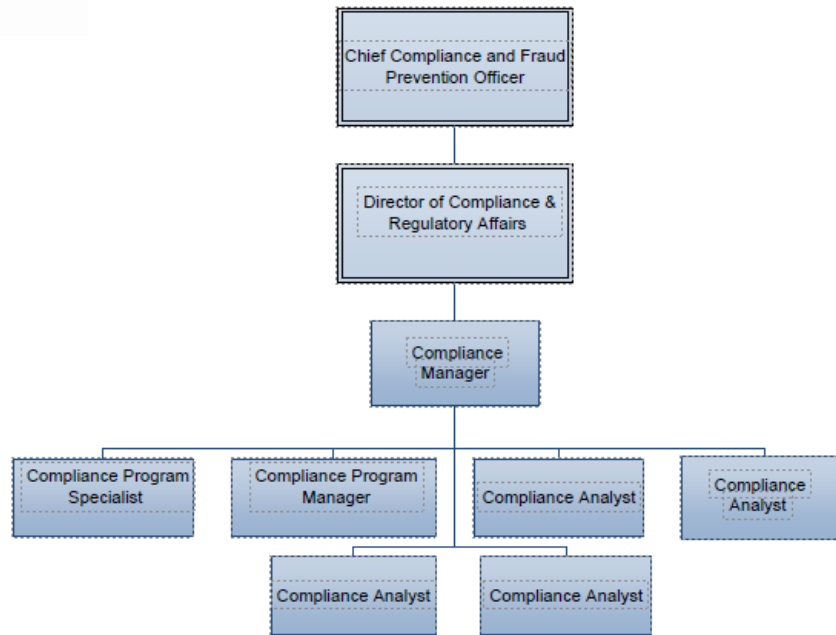 Chief Compliance and Fraud
Prevention Officer
Director of Compliance &
Regulatory Affairs
Compliance
Manager
Compliance Program
Specialist
Compliance Program
Manager
Compliance Analyst
Compliance
Analyst
Compliance Analyst
Compliance Analyst